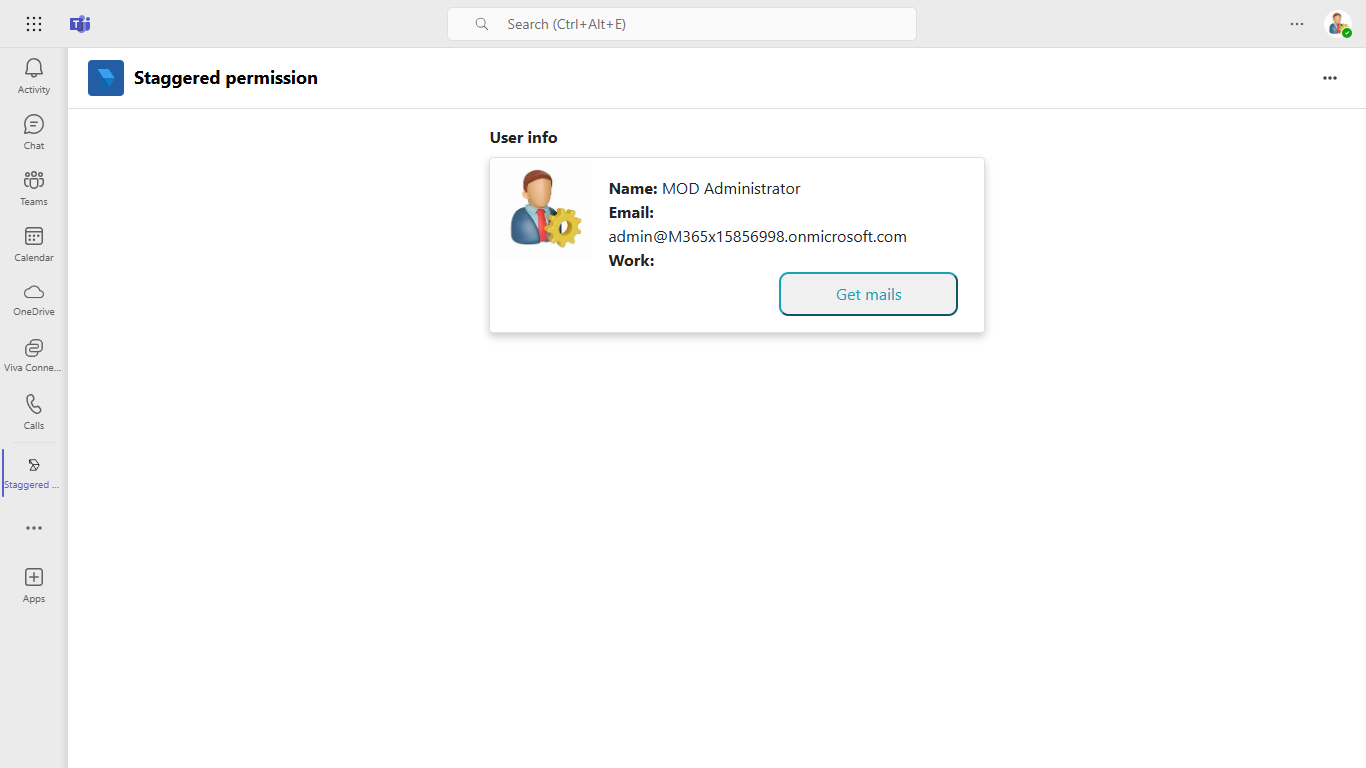 Search (Ctrl+Alt+E)
Activity
Chat
Teams
Calendar
OneDrive
Viva Conne...
Calls
Staggered ...
Apps
Staggered permission
User info
Name: MOD Administrator
Email:
admin@M365x15856998.onmicrosoft.com
Work:
Get mails